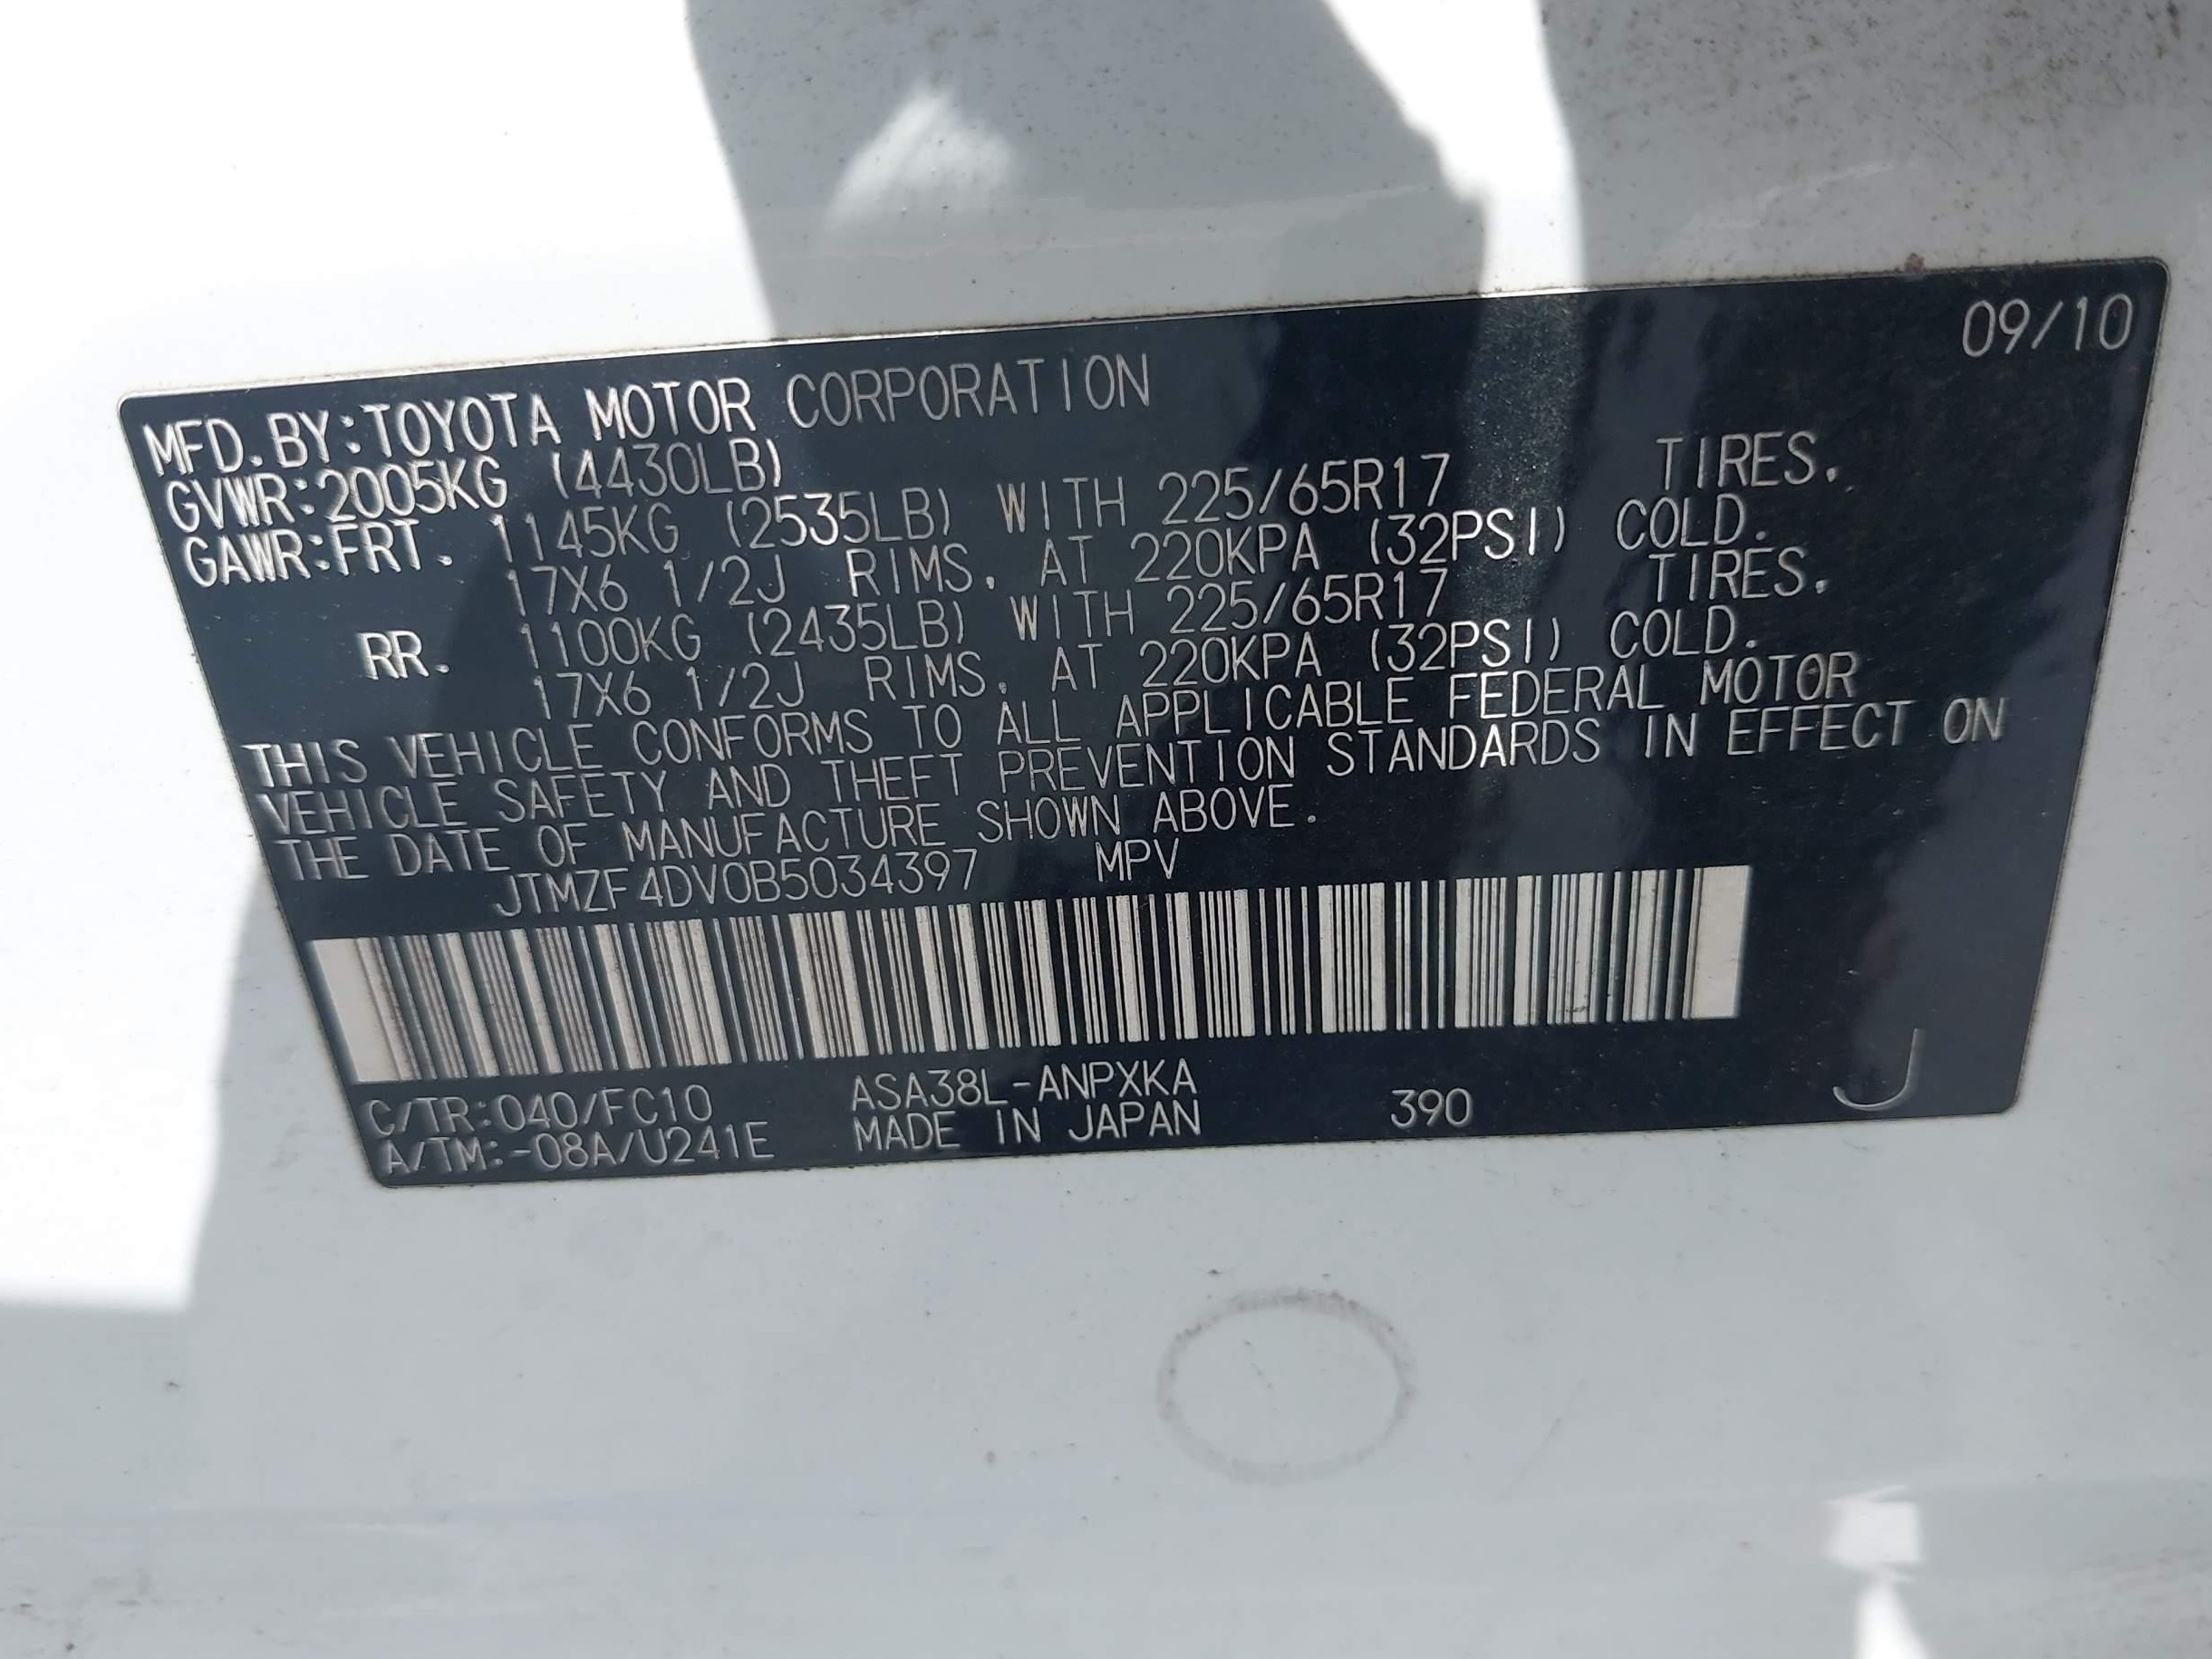 09/10
MFD.BY:TOYOTA MOTOR CORPORATION
GVWR:2005KG (4430LB)
GAWR:FRT. 1145KG (2535LB) WITH 225/65R17 TIRES,
17X6 1/2J RIMS, AT 220KPA (32PSI) COLD.
RR. 1100KG (2435LB) WITH 225/65R17 TIRES,
17X6 1/2J RIMS, AT 220KPA (32PSI) COLD.
THIS VEHICLE CONFORMS TO ALL APPLICABLE FEDERAL MOTOR
VEHICLE SAFETY AND THEFT PREVENTION STANDARDS IN EFFECT ON
THE DATE OF MANUFACTURE SHOWN ABOVE.
JTMZF4DV0B5034397 MPV
C/TR:040/FC10 ASA38L-ANPXKA 390 J
A/TM:-08A/U241E MADE IN JAPAN